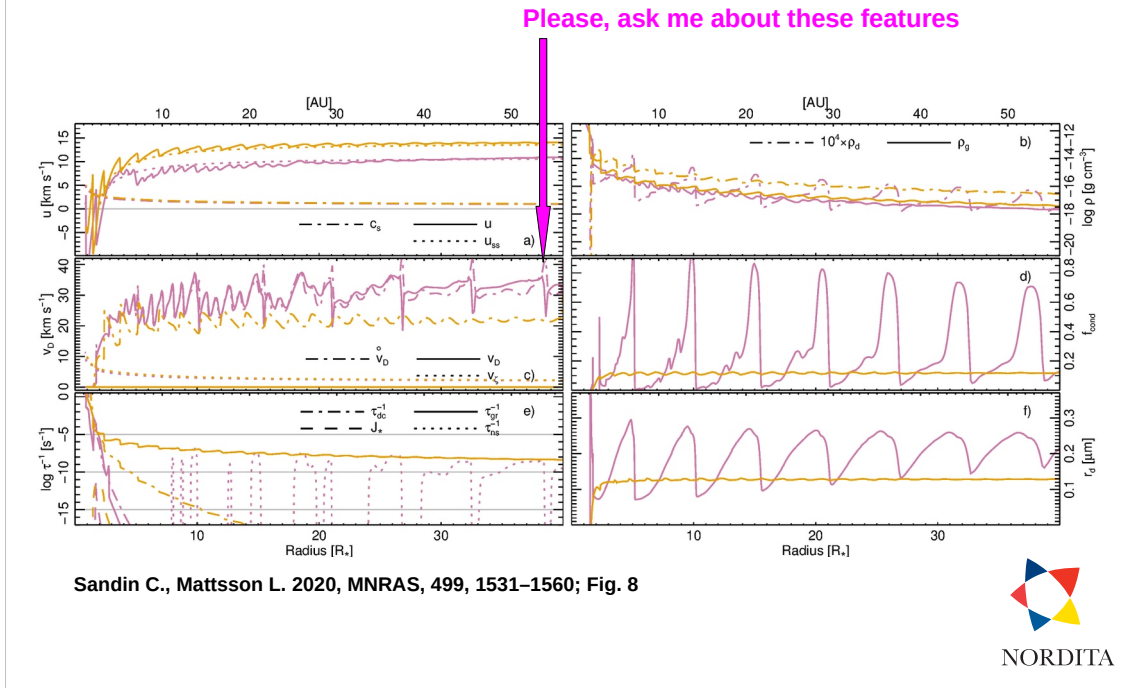 Please, ask me about these features
[AU] [AU]
10 20 30 40 50 10 20 30 40 50
15
10
5
0
−5
u [km s⁻¹]
cₛ u
uₛₛ a)
10⁴×ρd ρg b)
−12
−14
−16
−18
−20
log ρ [g cm⁻³]
40
30
20
10
0
v_D [km s⁻¹]
v̊_D v_D
v_ζ c)
d)
0.8
0.6
0.4
0.2
f_cond
0
−5
−10
−15
log τ⁻¹ [s⁻¹]
τ_dc⁻¹ τ_gr⁻¹ e)
J⁎ τ_ns⁻¹
f)
0.3
0.2
0.1
r_d [μm]
10 20 30 10 20 30
Radius [R⁎] Radius [R⁎]
Sandin C., Mattsson L. 2020, MNRAS, 499, 1531–1560; Fig. 8
NORDITA